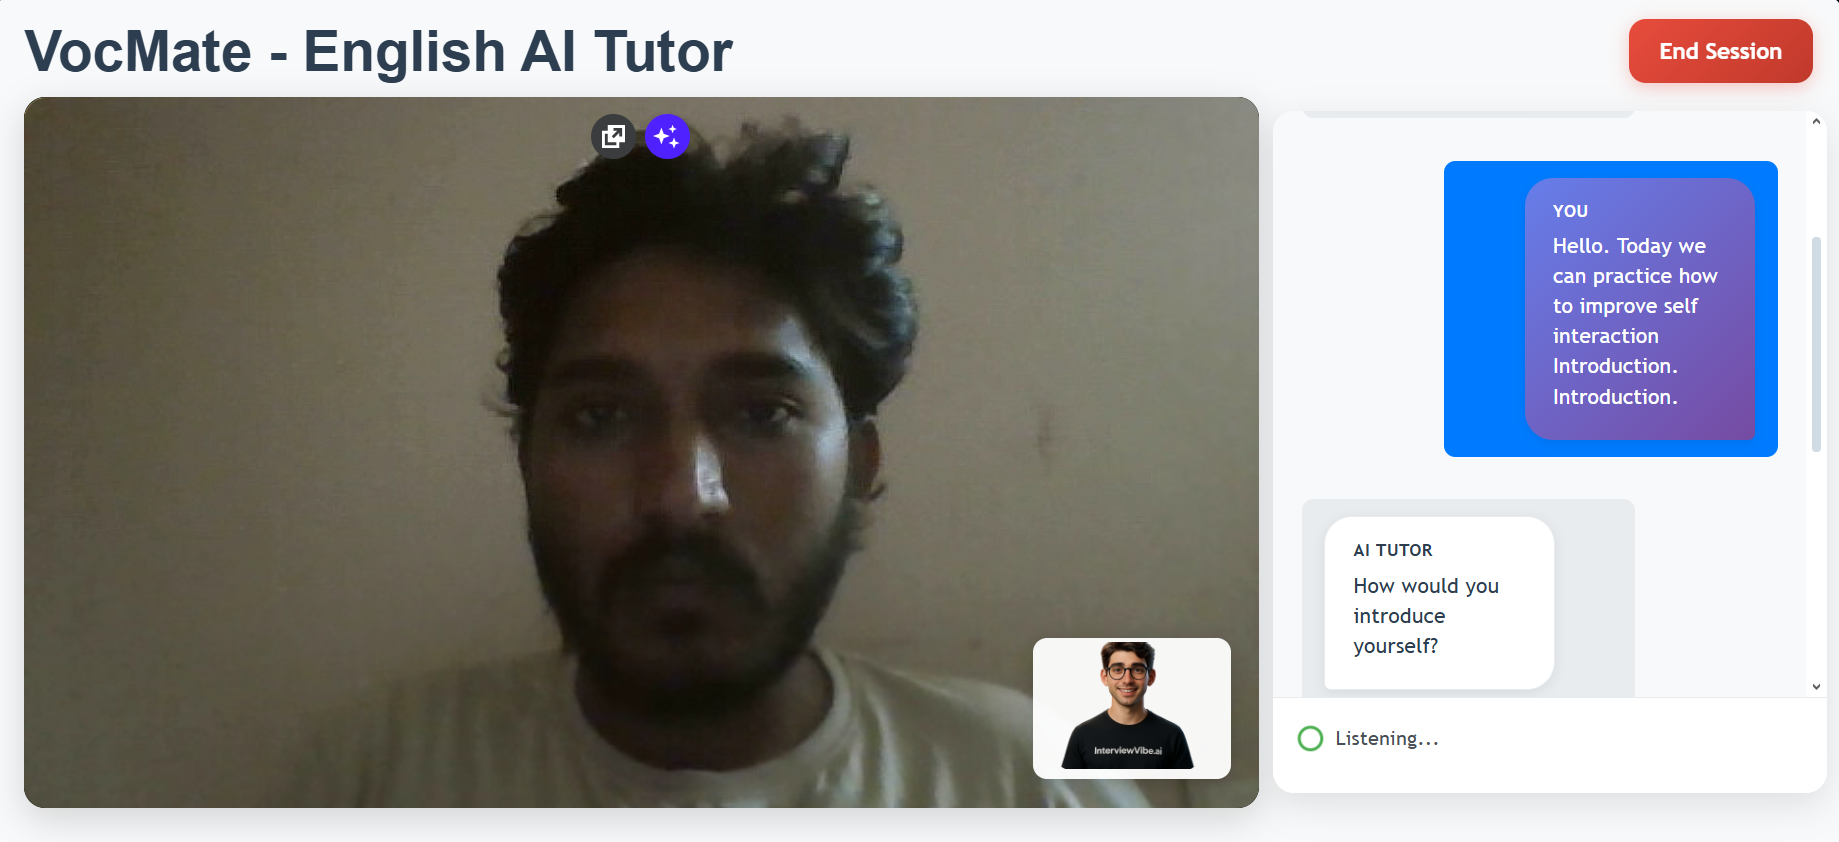 VocMate - English AI Tutor
End Session
YOU
Hello. Today we
can practice how
to improve self
interaction
Introduction.
Introduction.
AI TUTOR
How would you
introduce
yourself?
InterviewVibe.ai
Listening...